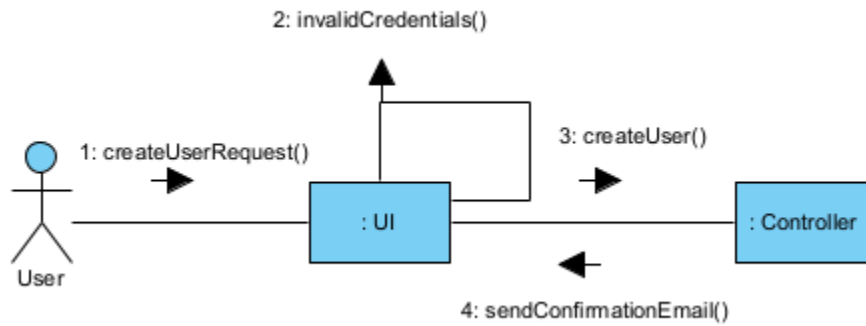 2: invalidCredentials()
1: createUserRequest()
3: createUser()
: UI
: Controller
User
4: sendConfirmationEmail()